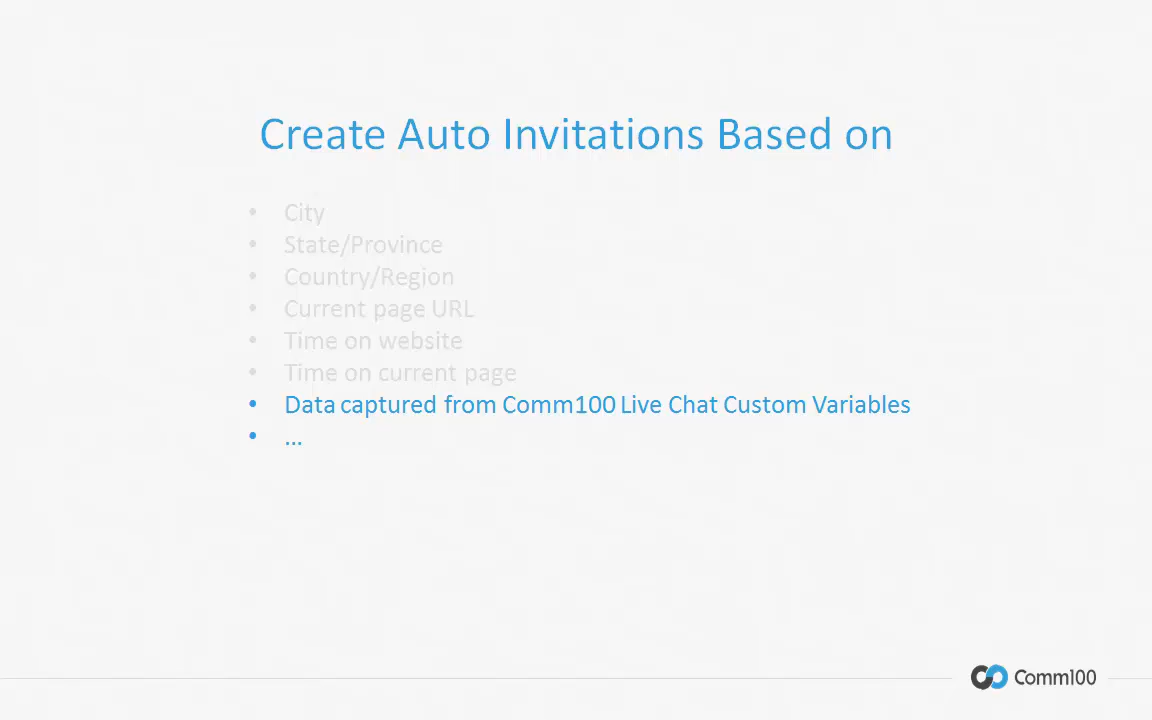 Create Auto Invitations Based on
• City
• State/Province
• Country/Region
• Current page URL
• Time on website
• Time on current page
• Data captured from Comm100 Live Chat Custom Variables
• ...
Comm100